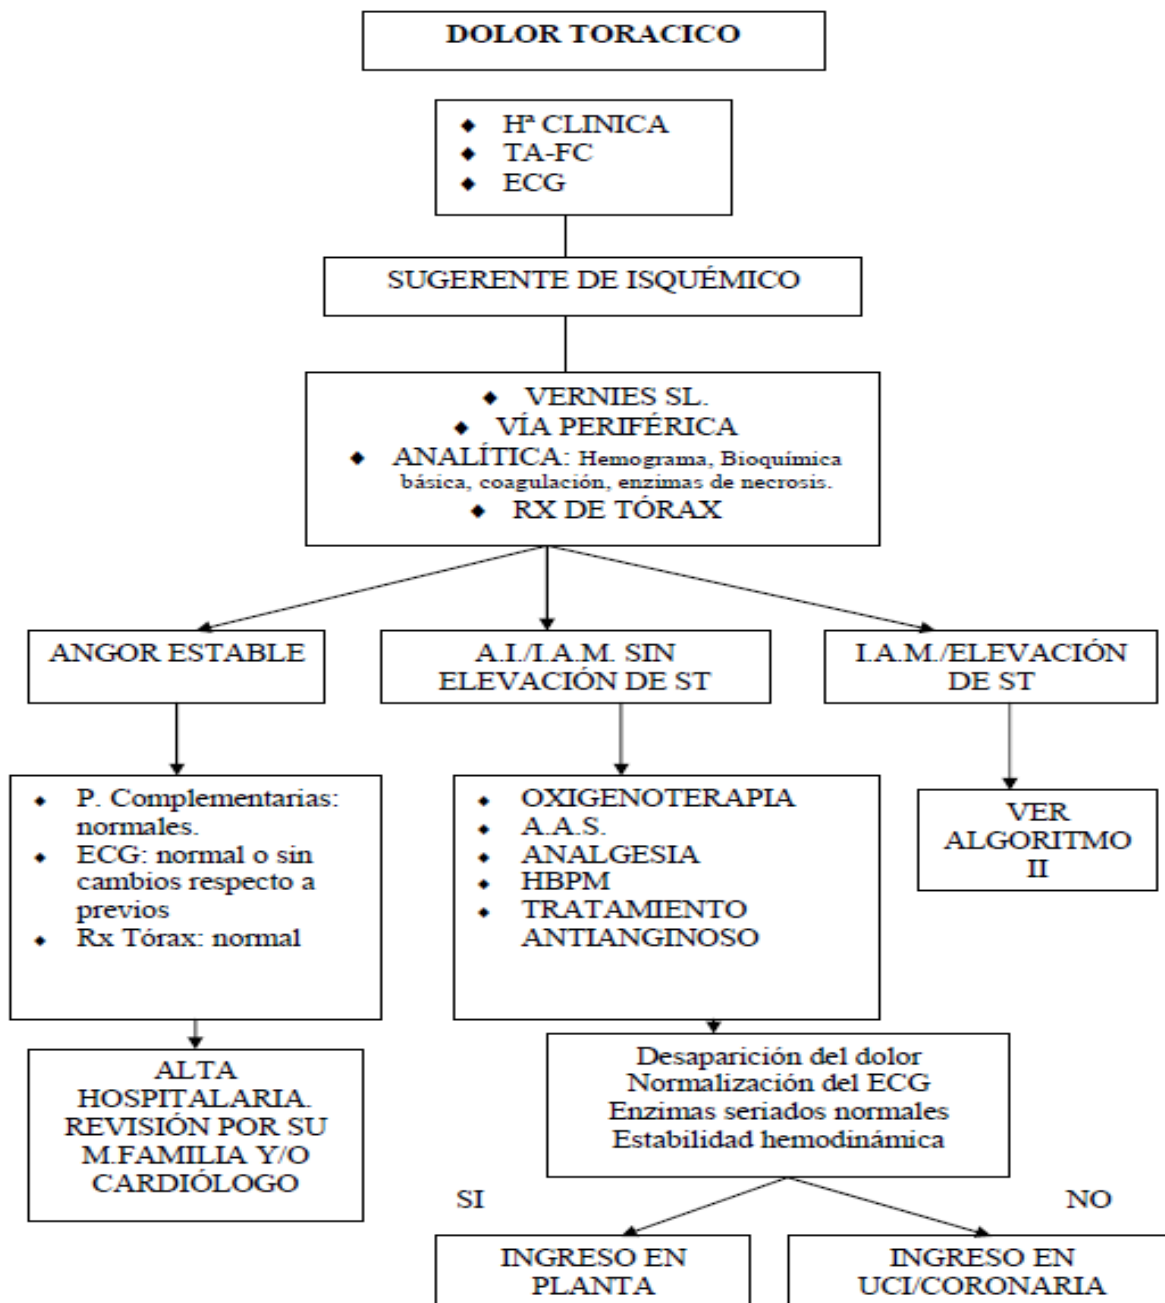 DOLOR TORACICO
◆ Hª CLINICA
◆ TA-FC
◆ ECG
SUGERENTE DE ISQUÉMICO
◆ VERNIES SL.
◆ VÍA PERIFÉRICA
◆ ANALÍTICA: Hemograma, Bioquímica
básica, coagulación, enzimas de necrosis.
◆ RX DE TÓRAX
ANGOR ESTABLE
A.I./I.A.M. SIN
ELEVACIÓN DE ST
I.A.M./ELEVACIÓN
DE ST
◆ P. Complementarias:
normales.
◆ ECG: normal o sin
cambios respecto a
previos
◆ Rx Tórax: normal
◆ OXIGENOTERAPIA
◆ A.A.S.
◆ ANALGESIA
◆ HBPM
◆ TRATAMIENTO
ANTIANGINOSO
VER
ALGORITMO
II
ALTA
HOSPITALARIA.
REVISIÓN POR SU
M.FAMILIA Y/O
CARDIÓLOGO
Desaparición del dolor
Normalización del ECG
Enzimas seriados normales
Estabilidad hemodinámica
SI
NO
INGRESO EN
PLANTA
INGRESO EN
UCI/CORONARIA